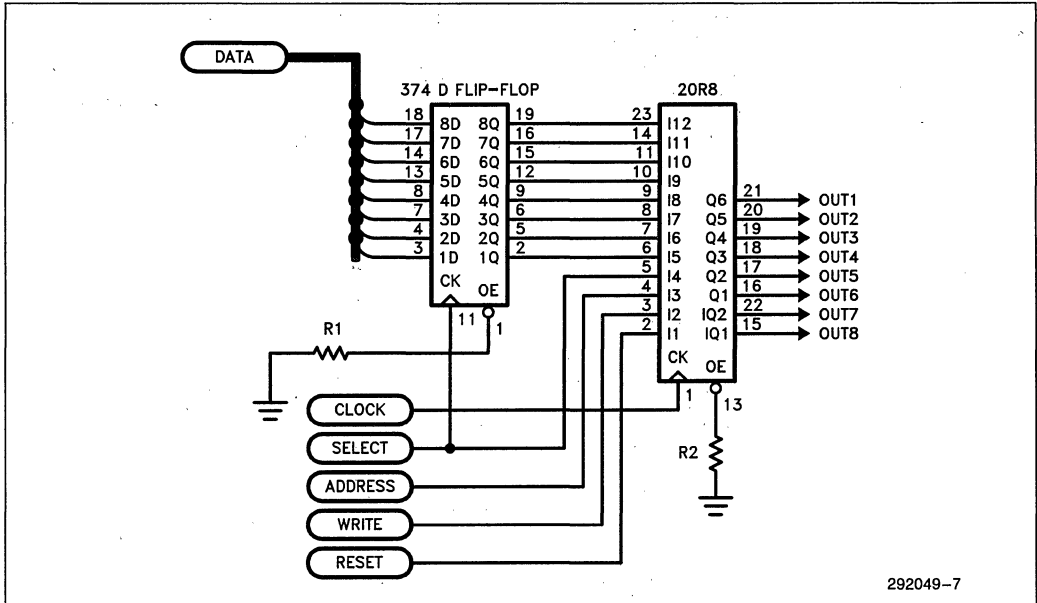 DATA
374 D FLIP-FLOP
20R8
18 8D 8Q 19 23 I12
17 7D 7Q 16 14 I11
14 6D 6Q 15 11 I10
13 5D 5Q 12 10 I9
8 4D 4Q 9 9 I8 Q6 21 OUT1
7 3D 3Q 6 8 I7 Q5 20 OUT2
4 2D 2Q 5 7 I6 Q4 19 OUT3
3 1D 1Q 2 6 I5 Q3 18 OUT4
5 I4 Q2 17 OUT5
4 I3 Q1 16 OUT6
3 I2 IQ2 22 OUT7
2 I1 IQ1 15 OUT8
CK OE
11 1
R1
CK OE
1 13
CLOCK
SELECT
R2
ADDRESS
WRITE
RESET
292049-7